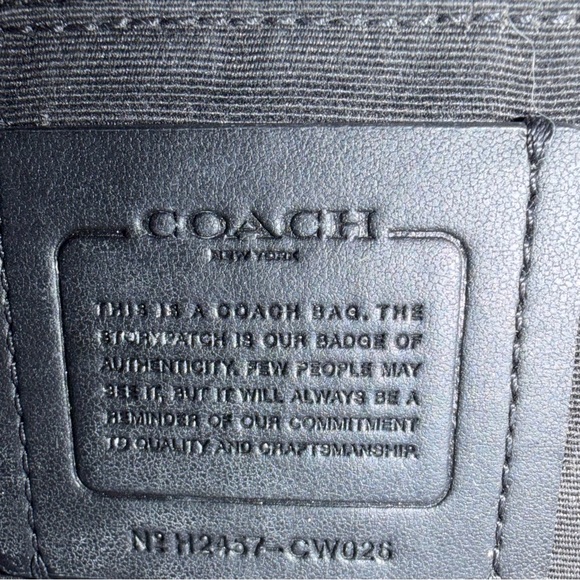 COACH
NEW YORK
THIS IS A COACH BAG. THE
STORYPATCH IS OUR BADGE OF
AUTHENTICITY. FEW PEOPLE MAY
SEE IT, BUT IT WILL ALWAYS BE A
REMINDER OF OUR COMMITMENT
TO QUALITY AND CRAFTSMANSHIP.
Nº H2457-CW026